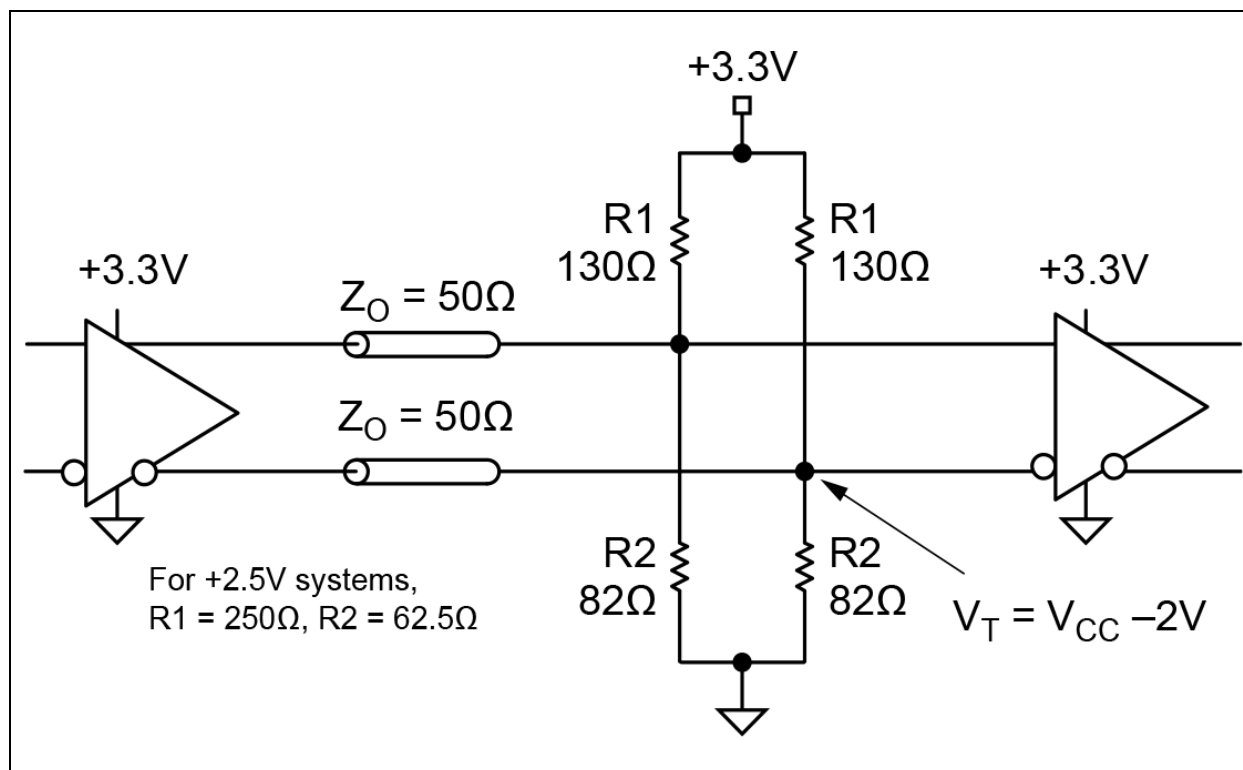 +3.3V
R1
130Ω
R1
130Ω
+3.3V
+3.3V
Z_O = 50Ω
Z_O = 50Ω
R2
82Ω
R2
82Ω
For +2.5V systems,
R1 = 250Ω, R2 = 62.5Ω
V_T = V_CC –2V